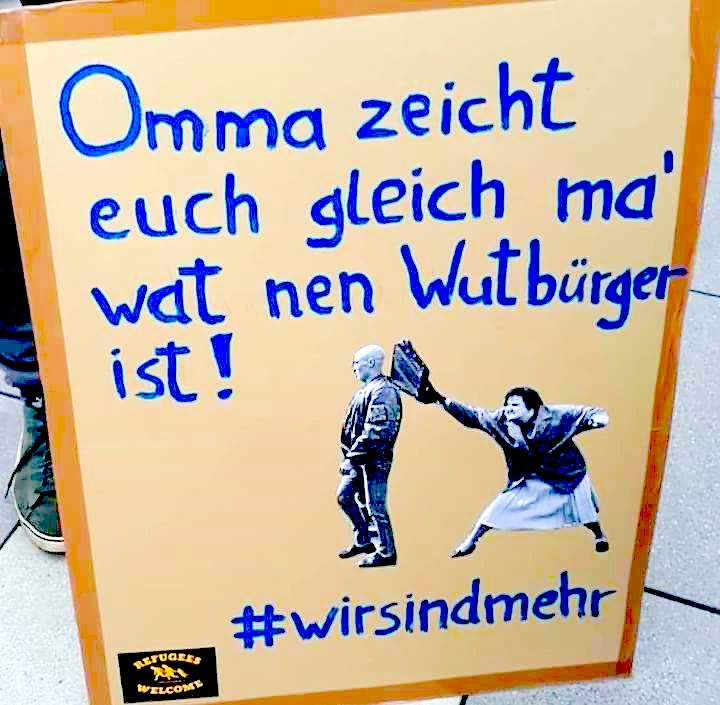 Omma zeicht
euch gleich ma'
wat nen Wutbürger
ist!
#wirsindmehr
REFUGEES
WELCOME